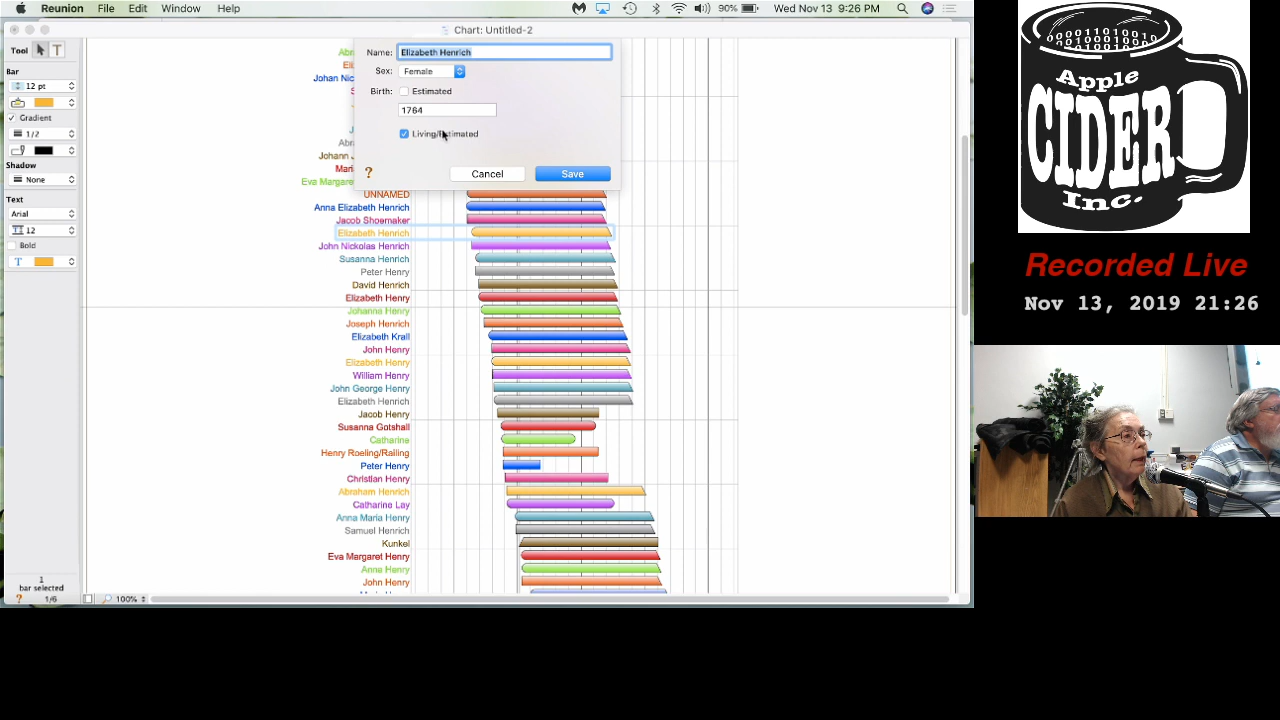 Reunion File Edit Window Help 90% Wed Nov 13 9:26 PM
Chart: Untitled-2
Tool T
Bar
12 pt
Gradient
1/2
Shadow
None
Text
Arial
12
Bold
T
1
bar selected
? 1/6
100%
Name: Elizabeth Henrich
Sex: Female
Birth: Estimated
1764
Living/Estimated
? Cancel Save
Johan Nic
Johann J
Eva Margaret
UNNAMED
Anna Elizabeth Henrich
Jacob Shoemaker
Elizabeth Henrich
John Nickolas Henrich
Susanna Henrich
Peter Henry
David Henrich
Elizabeth Henry
Johanna Henry
Joseph Henrich
Elizabeth Krall
John Henry
Elizabeth Henry
William Henry
John George Henry
Elizabeth Henrich
Jacob Henry
Susanna Gotshall
Catharine
Henry Roeling/Railing
Peter Henry
Christian Henry
Abraham Henrich
Catharine Lay
Anna Maria Henry
Samuel Henrich
Kunkel
Eva Margaret Henry
Anna Henry
John Henry
Apple
CIDER
Inc.
Recorded Live
Nov 13, 2019 21:26